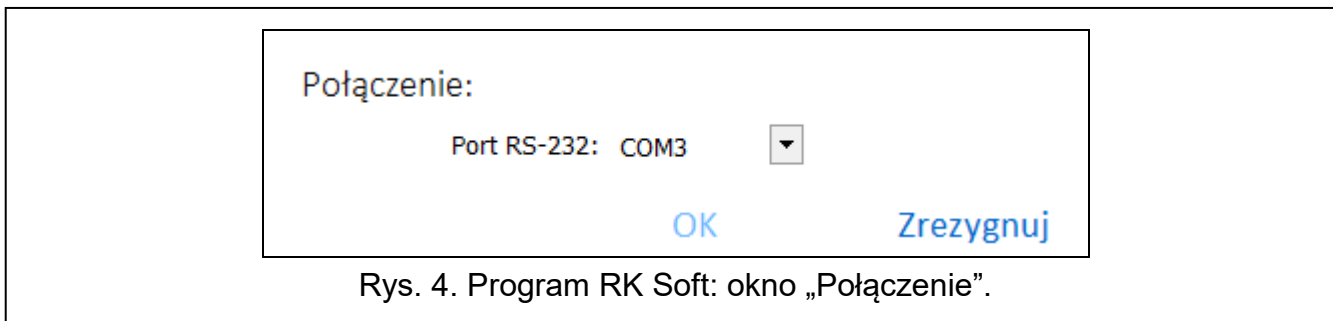 Połączenie:
Port RS-232: COM3
OK Zrezygnuj
Rys. 4. Program RK Soft: okno „Połączenie”.